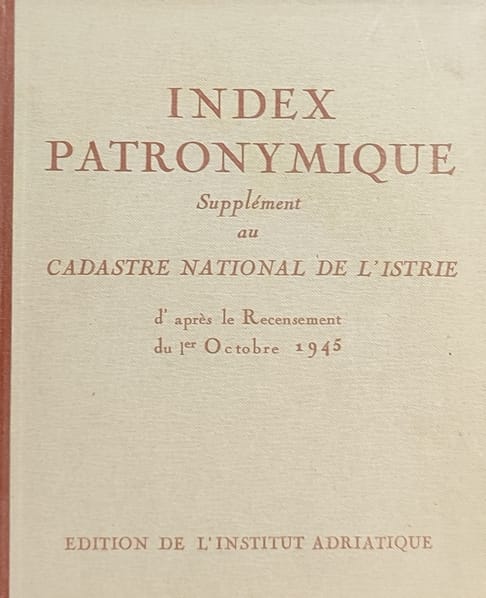 INDEX
PATRONYMIQUE
Supplément
au
CADASTRE NATIONAL DE L'ISTRIE
d' après le Recensement
du 1er Octobre 1945
EDITION DE L'INSTITUT ADRIATIQUE